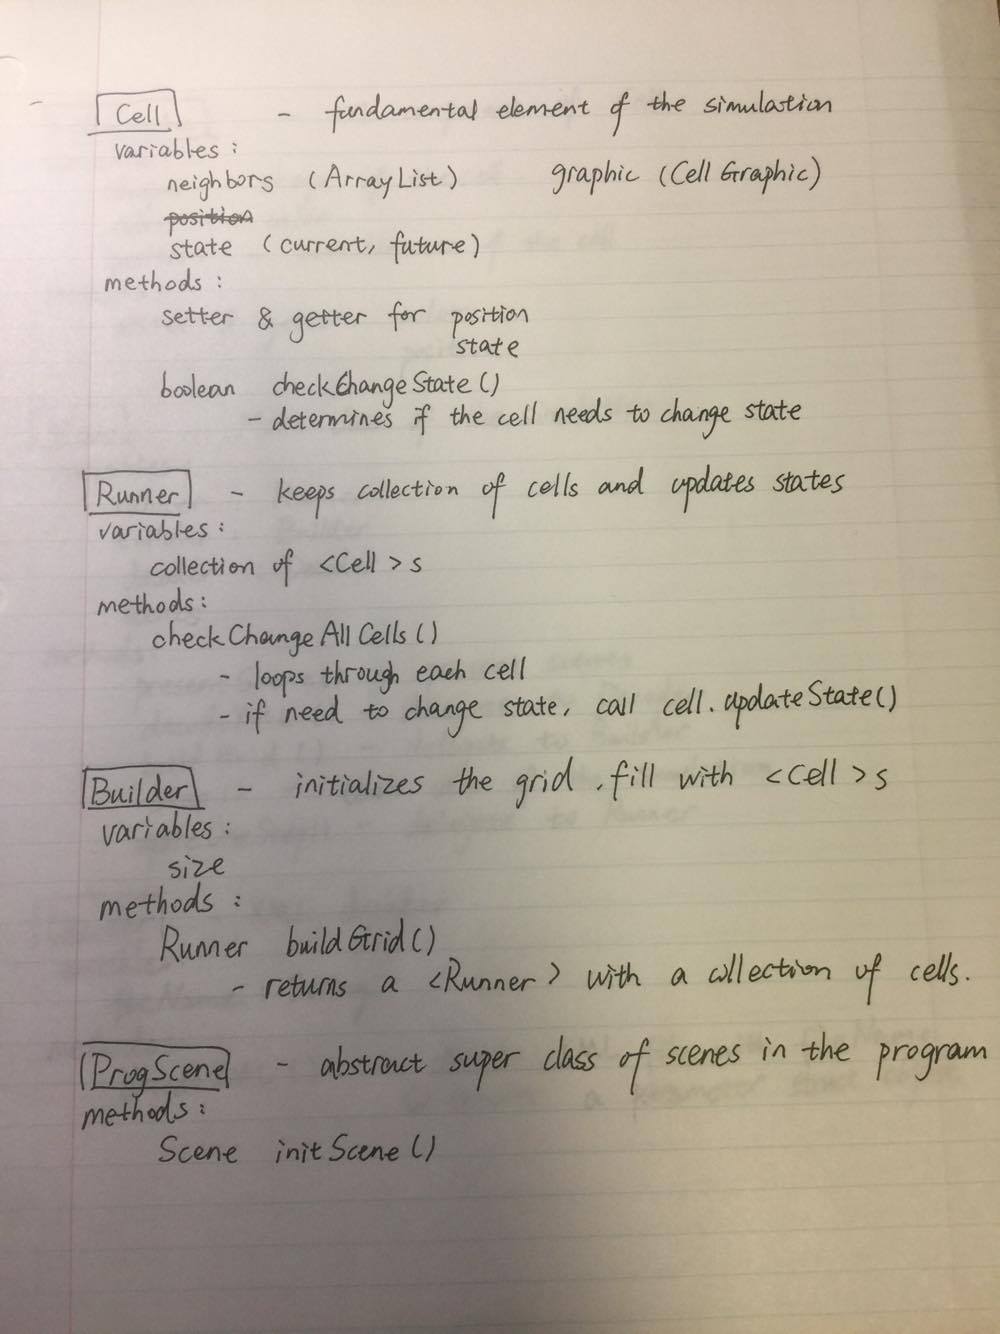 Cell - fundamental element of the simulation
variables :
neighbors (ArrayList) graphic (Cell Graphic)
position
state (current, future)
methods :
setter & getter for position
state
boolean checkChangeState()
- determines if the cell needs to change state
Runner - keeps collection of cells and updates states
variables :
collection of <Cell>s
methods :
checkChangeAllCells()
- loops through each cell
- if need to change state, call cell.updateState()
Builder - initializes the grid, fill with <Cell>s
variables :
size
methods :
Runner buildGrid()
- returns a <Runner> with a collection of cells.
ProgScene - abstract super class of scenes in the program
methods :
Scene initScene()